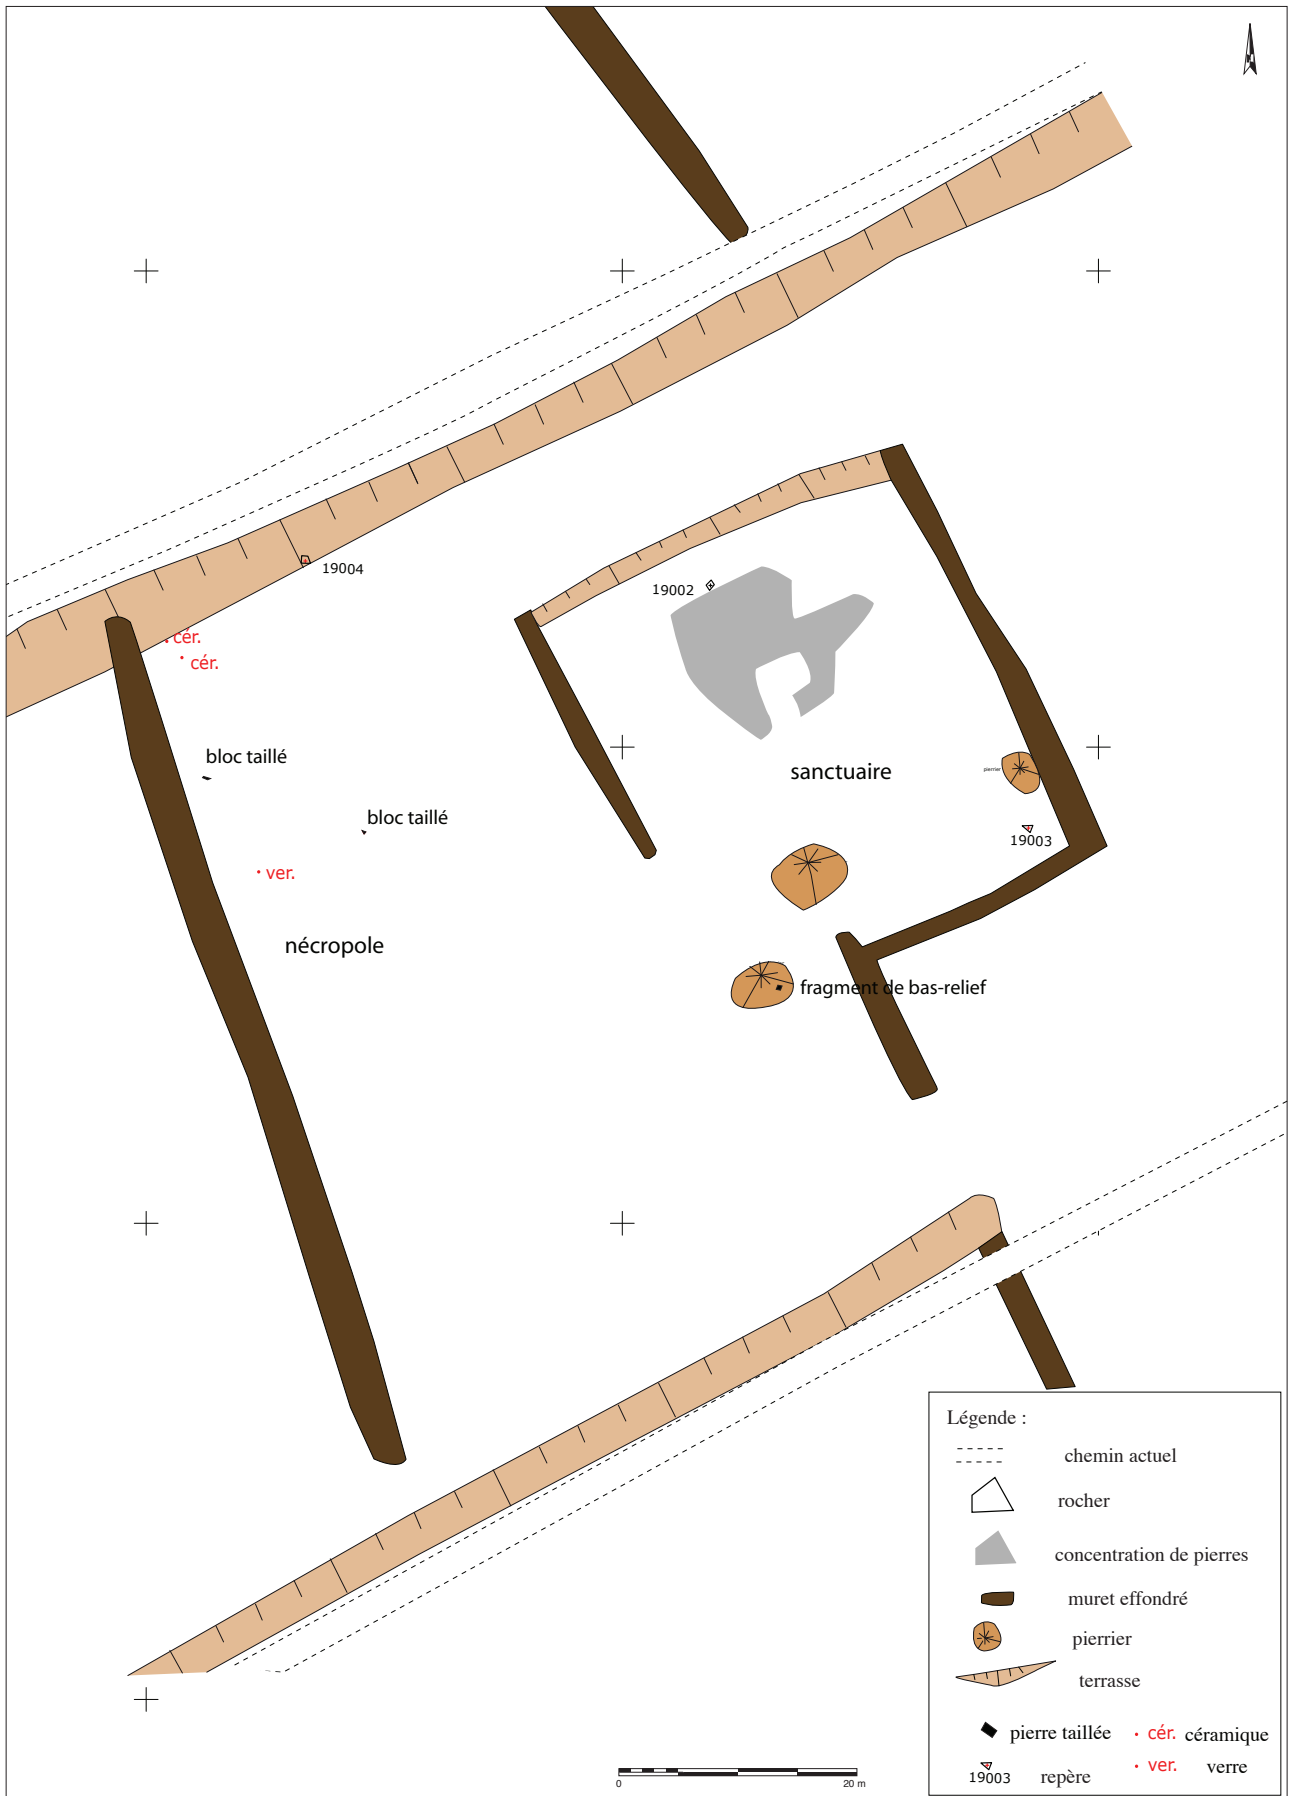 19004
19002
cér.
cér.
bloc taillé
sanctuaire
pierrier
bloc taillé
19003
ver.
nécropole
fragment de bas-relief
Légende :
chemin actuel
rocher
concentration de pierres
muret effondré
pierrier
terrasse
pierre taillée
cér. céramique
19003 repère
ver. verre
0 20 m